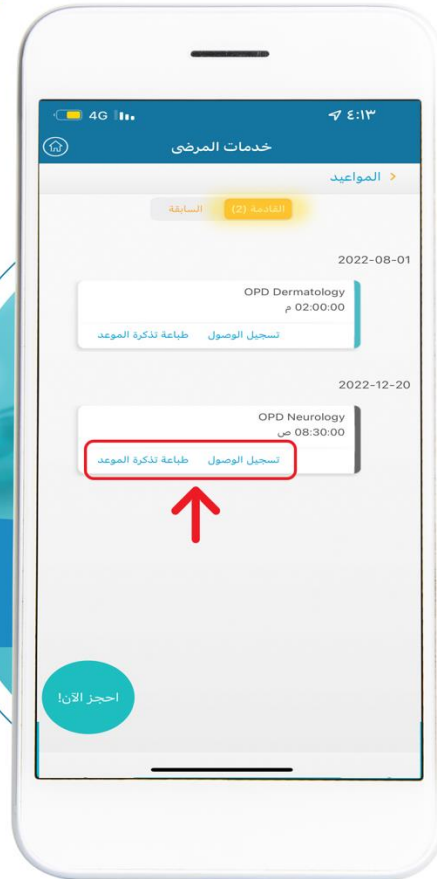 4G ٤:١٣
خدمات المرضى
المواعيد
القادمة (2) السابقة
2022-08-01
OPD Dermatology
02:00:00 م
تسجيل الوصول طباعة تذكرة الموعد
2022-12-20
OPD Neurology
08:30:00 ص
تسجيل الوصول طباعة تذكرة الموعد
احجز الآن!